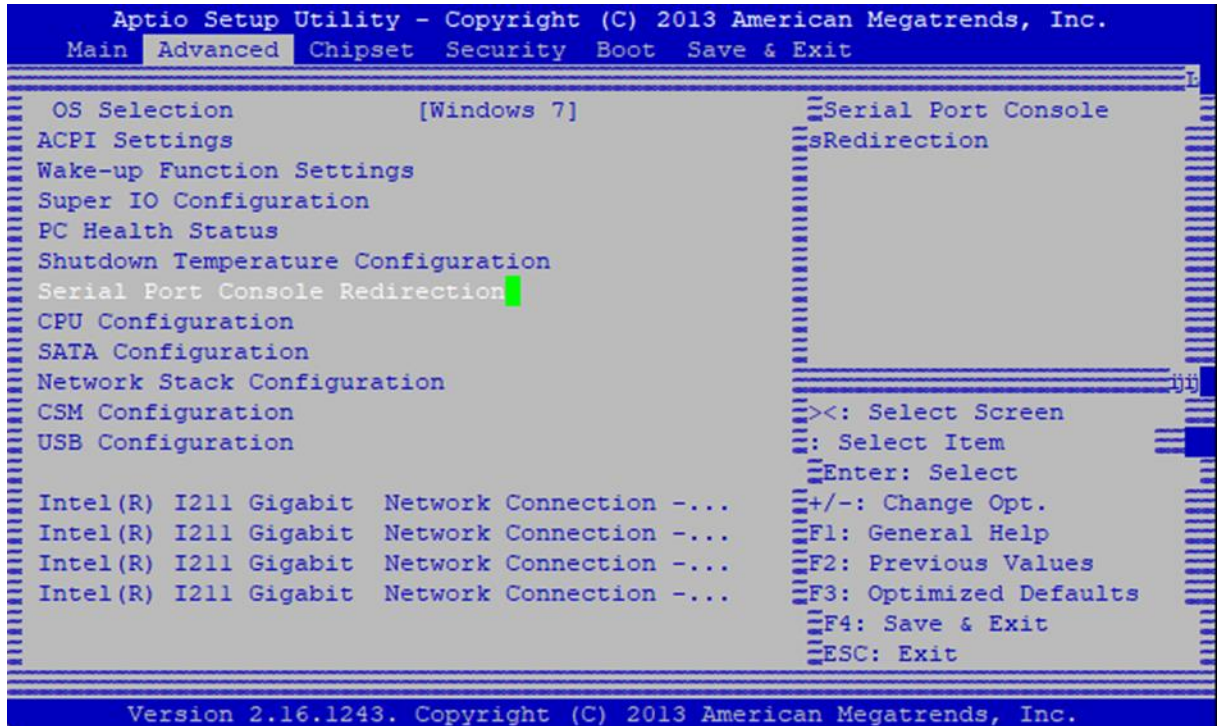 Aptio Setup Utility – Copyright (C) 2013 American Megatrends, Inc.
Main Advanced Chipset Security Boot Save & Exit
OS Selection [Windows 7]
ACPI Settings
Wake-up Function Settings
Super IO Configuration
PC Health Status
Shutdown Temperature Configuration
Serial Port Console Redirection
CPU Configuration
SATA Configuration
Network Stack Configuration
CSM Configuration
USB Configuration
Intel(R) I211 Gigabit Network Connection -...
Intel(R) I211 Gigabit Network Connection -...
Intel(R) I211 Gigabit Network Connection -...
Intel(R) I211 Gigabit Network Connection -...
Serial Port Console
sRedirection
><: Select Screen
: Select Item
Enter: Select
+/-: Change Opt.
F1: General Help
F2: Previous Values
F3: Optimized Defaults
F4: Save & Exit
ESC: Exit
Version 2.16.1243. Copyright (C) 2013 American Megatrends, Inc.